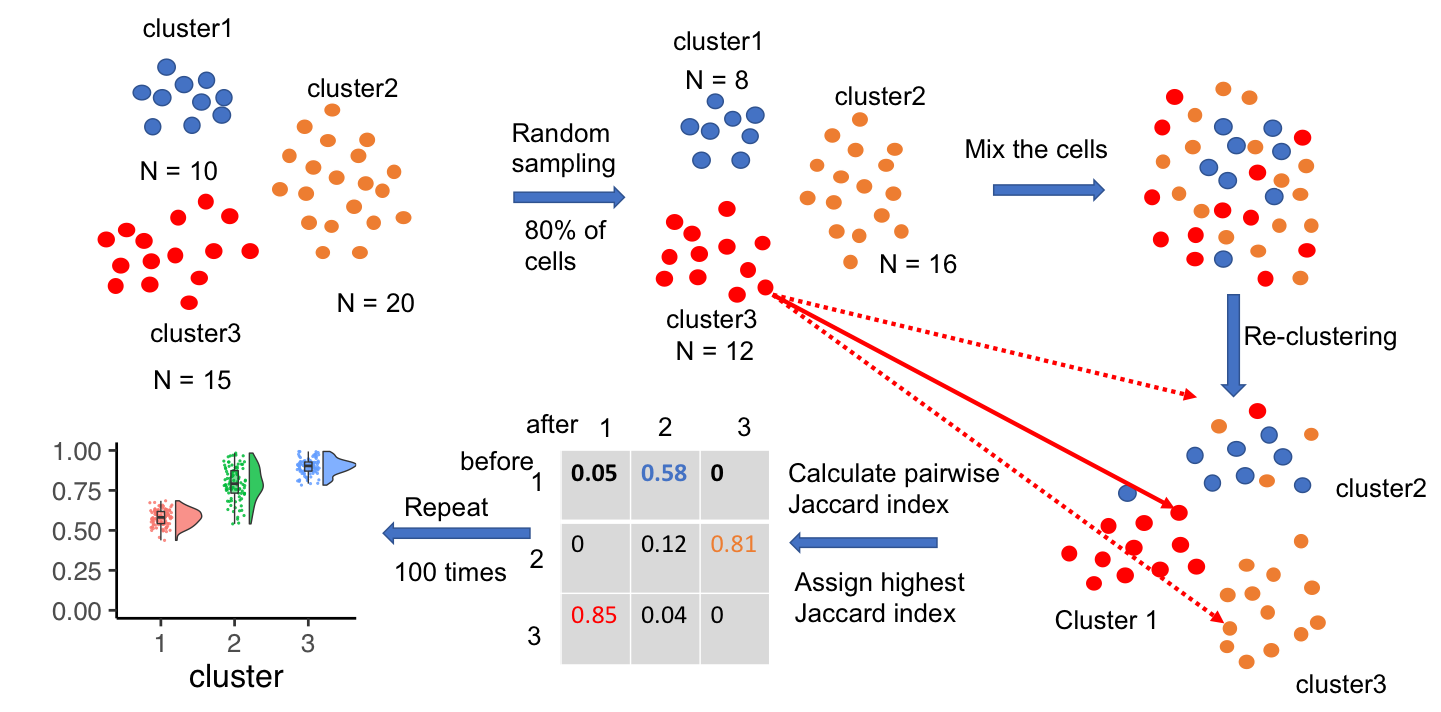 cluster1
N = 10
cluster2
N = 20
cluster3
N = 15
Random
sampling
80% of
cells
cluster1
N = 8
cluster2
N = 16
cluster3
N = 12
Mix the cells
Re-clustering
cluster2
Cluster 1
cluster3
Calculate pairwise
Jaccard index
Assign highest
Jaccard index
after 1 2 3
before
1 0.05 0.58 0
2 0 0.12 0.81
3 0.85 0.04 0
Repeat
100 times
1.00
0.75
0.50
0.25
0.00
1 2 3
cluster